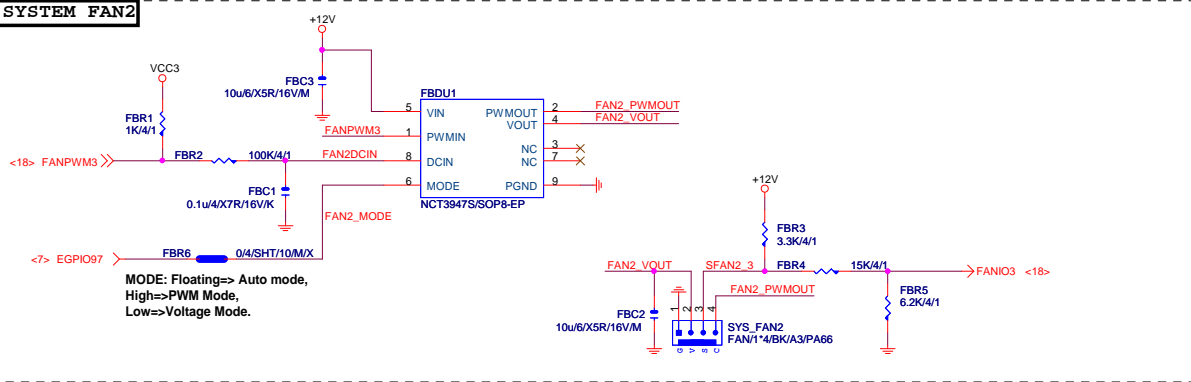 SYSTEM FAN2
+12V
VCC3
FBC3
10u/6/X5R/16V/M
FBDU1
FBR1
1K/4/1
5 VIN PWMOUT 2 FAN2_PWMOUT
VOUT 4 FAN2_VOUT
FANPWM3 1 PWMIN
NC 3
<18> FANPWM3 FBR2 100K/4/1 FAN2DCIN 8 DCIN NC 7
FBC1
0.1u/4/X7R/16V/K
6 MODE PGND 9
NCT3947S/SOP8-EP
FAN2_MODE
<7> EGPIO97 FBR6 0/4/SHT/10/M/X
MODE: Floating=> Auto mode,
High=>PWM Mode,
Low=>Voltage Mode.
+12V
FBR3
3.3K/4/1
FAN2_VOUT SFAN2_3 FBR4 15K/4/1 FANIO3 <18>
FAN2_PWMOUT
FBR5
6.2K/4/1
FBC2
10u/6/X5R/16V/M
1 2 3 4
SYS_FAN2
FAN/1*4/BK/A3/PA66
G V S C